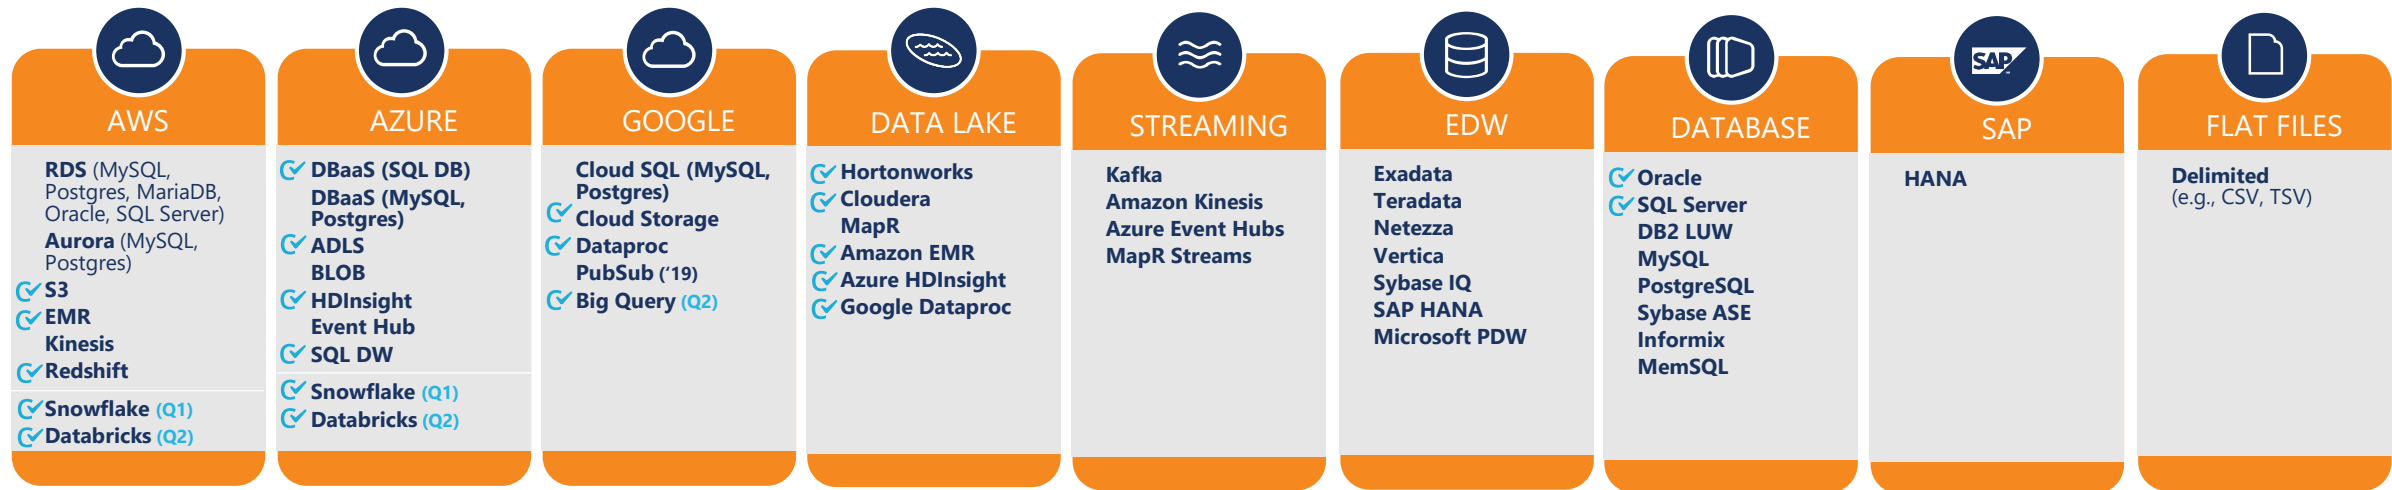 AWS
RDS (MySQL,
Postgres, MariaDB,
Oracle, SQL Server)
Aurora (MySQL,
Postgres)
S3
EMR
Kinesis
Redshift
Snowflake (Q1)
Databricks (Q2)
AZURE
DBaaS (SQL DB)
DBaaS (MySQL,
Postgres)
ADLS
BLOB
HDInsight
Event Hub
SQL DW
Snowflake (Q1)
Databricks (Q2)
GOOGLE
Cloud SQL (MySQL,
Postgres)
Cloud Storage
Dataproc
PubSub (‘19)
Big Query (Q2)
DATA LAKE
Hortonworks
Cloudera
MapR
Amazon EMR
Azure HDInsight
Google Dataproc
STREAMING
Kafka
Amazon Kinesis
Azure Event Hubs
MapR Streams
EDW
Exadata
Teradata
Netezza
Vertica
Sybase IQ
SAP HANA
Microsoft PDW
DATABASE
Oracle
SQL Server
DB2 LUW
MySQL
PostgreSQL
Sybase ASE
Informix
MemSQL
SAP
SAP
HANA
FLAT FILES
Delimited
(e.g., CSV, TSV)